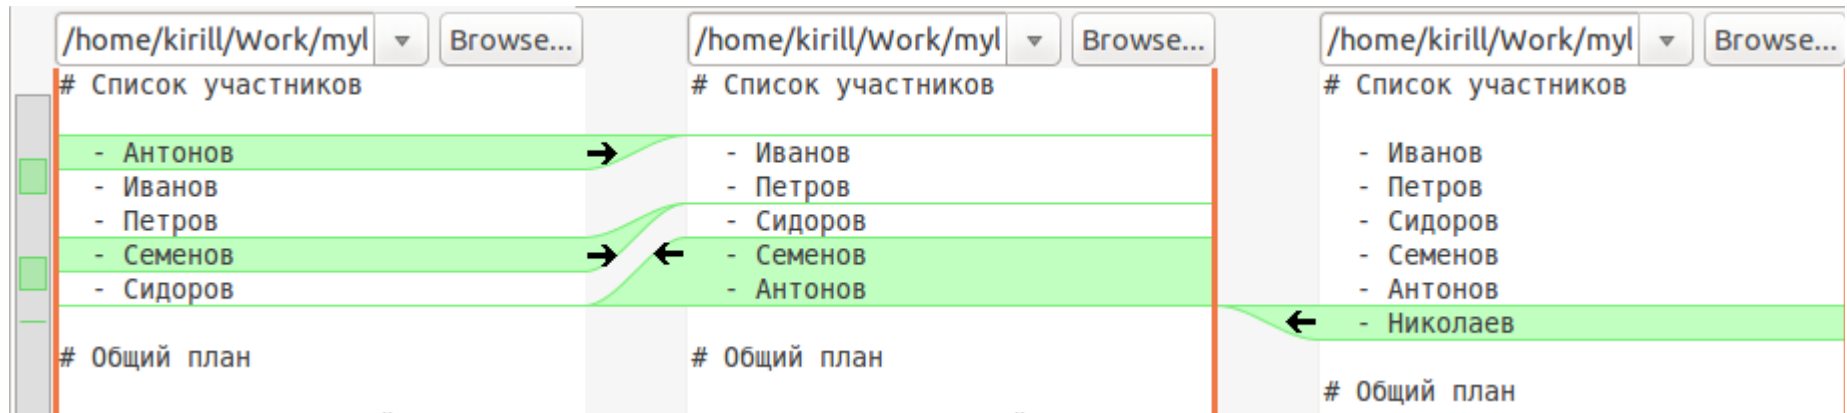 /home/kirill/Work/myl Browse...
# Список участников
- Антонов
- Иванов
- Петров
- Семенов
- Сидоров
# Общий план
/home/kirill/Work/myl Browse...
# Список участников
- Иванов
- Петров
- Сидоров
- Семенов
- Антонов
# Общий план
/home/kirill/Work/myl Browse...
# Список участников
- Иванов
- Петров
- Сидоров
- Семенов
- Антонов
- Николаев
# Общий план